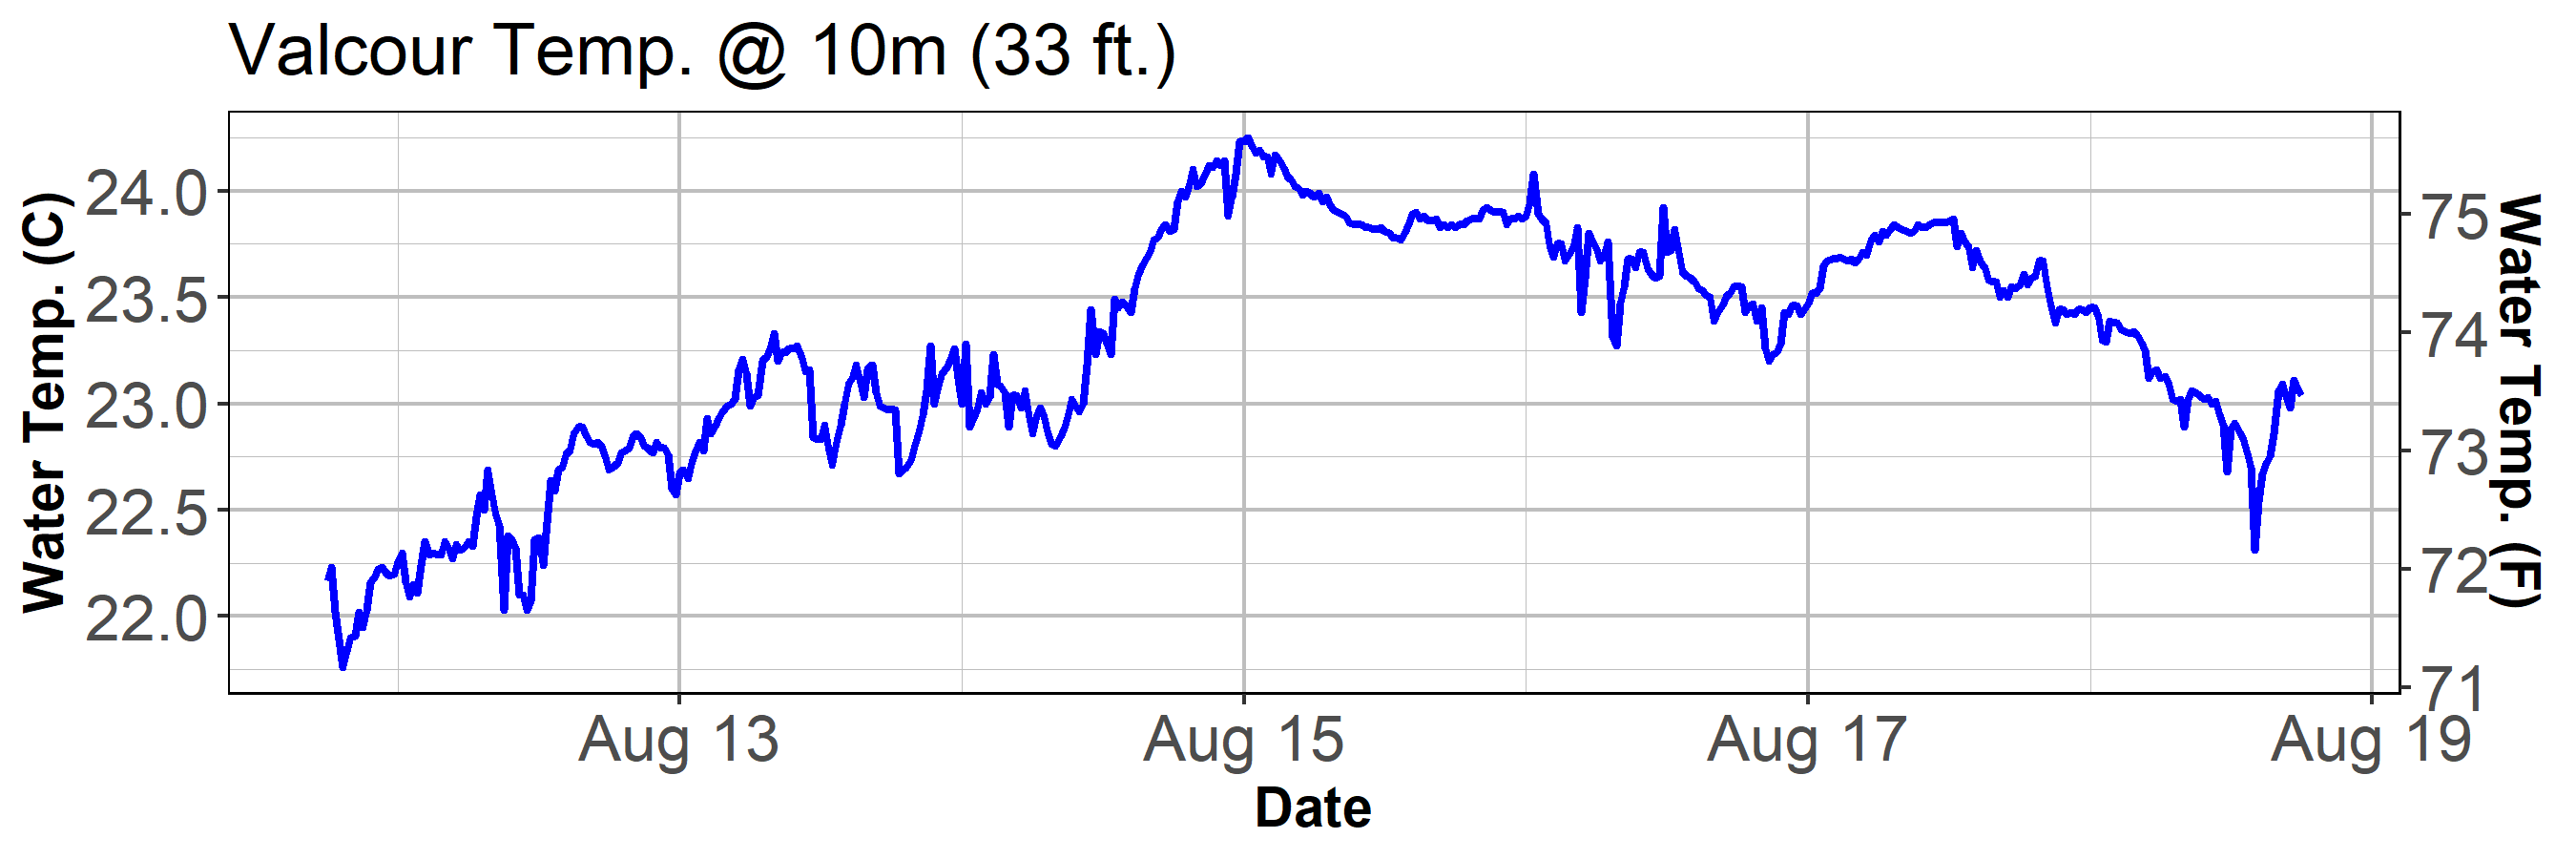 Valcour Temp. @ 10m (33 ft.)
Water Temp. (C)
24.0
23.5
23.0
22.5
22.0
75
74
73
72
71
Water Temp. (F)
Aug 13
Aug 15
Aug 17
Aug 19
Date